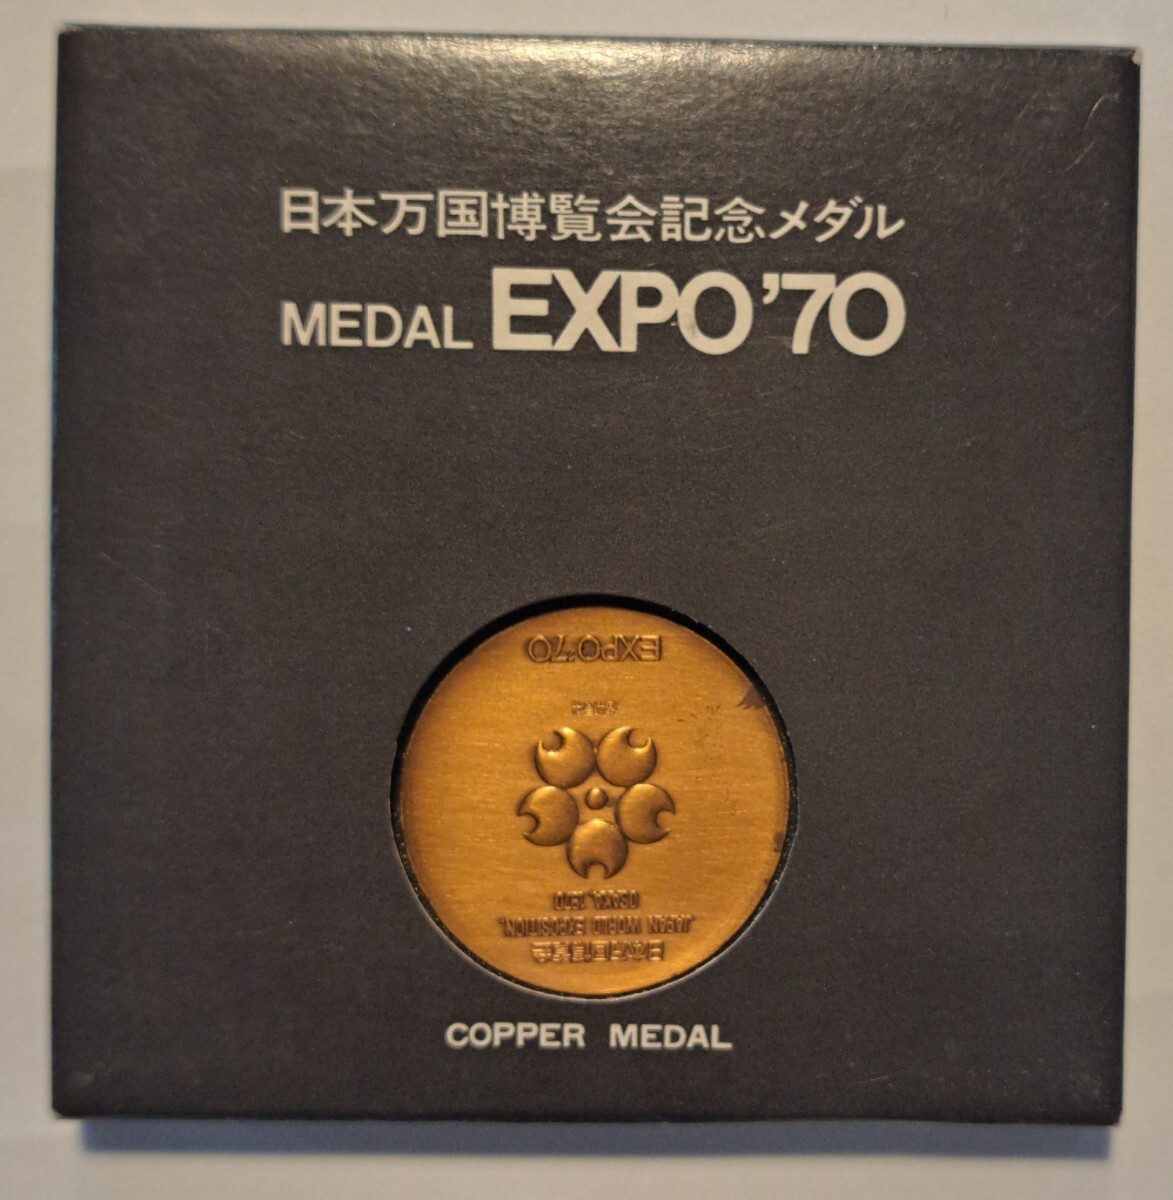 日本万国博覧会記念メダル
MEDAL EXPO'70
日本万国博覧会
JAPAN WORLD EXPOSITION,
OSAKA, 1970
EXPO'70
COPPER MEDAL